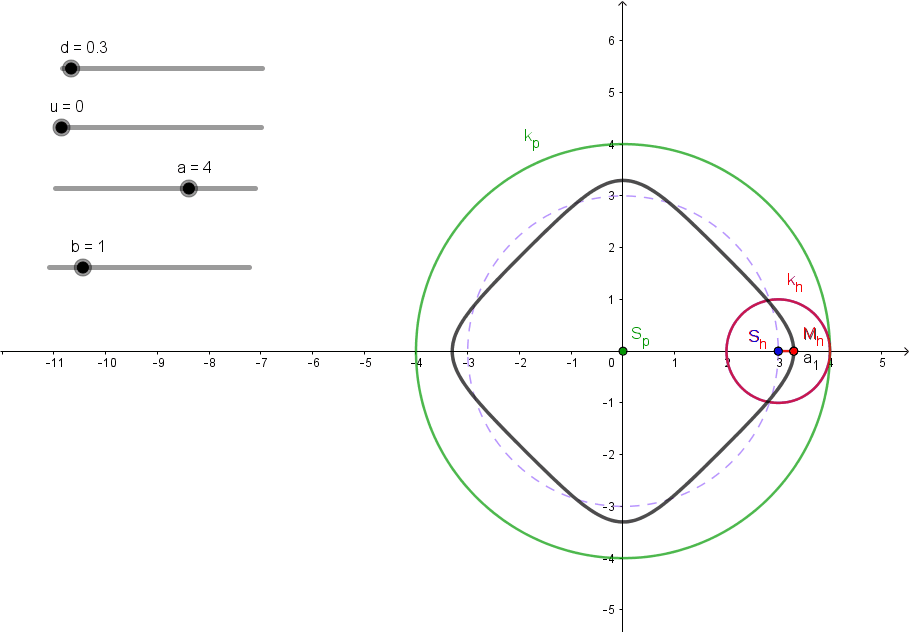 d = 0.3
u = 0
a = 4
b = 1
6
5
k_p
4
3
2
k_h
1
S_p
S_h
M_h
-11 -10 -9 -8 -7 -6 -5 -4 -3 -2 -1 0 1 2 3 4 5
a_1
-1
-2
-3
-4
-5